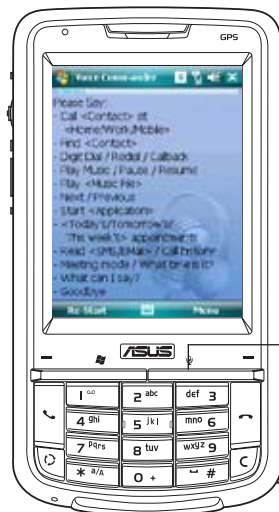 GPS
Voice Commander
Please Say:
- Call <Contact> at
<Home/Work/Mobile>
- Find <Contact>
- Digit Dial / Redial / Callback
- Play Music / Pause / Resume
- Play <Music File>
- Next / Previous
- Start <Application>
- <Today's/Tomorrow's/
This week's> appointments
- Read <SMS/EMail> / Call history
- Meeting mode / What time is it?
- What can I say?
- Goodbye
Re-Start Menu
ASUS
1 2 abc def 3
4 ghi 5 jkl mno 6
7 Pqrs 8 tuv wxyz 9
* a/A 0 + #
C